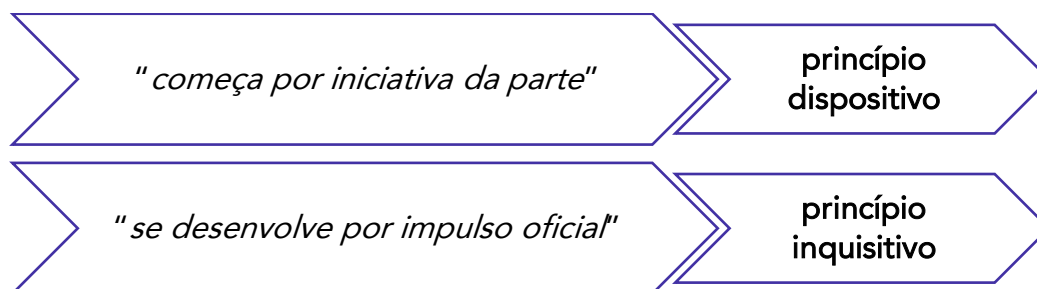 "começa por iniciativa da parte"
princípio
dispositivo
"se desenvolve por impulso oficial"
princípio
inquisitivo